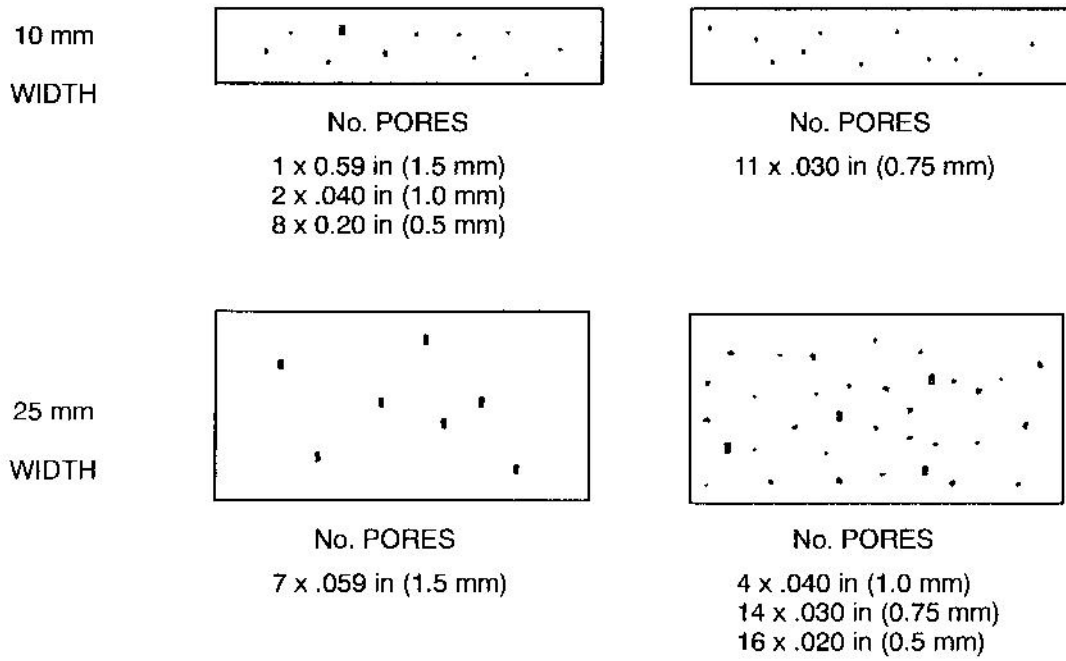 10 mm
WIDTH
No. PORES
1 x 0.59 in (1.5 mm)
2 x .040 in (1.0 mm)
8 x 0.20 in (0.5 mm)
No. PORES
11 x .030 in (0.75 mm)
25 mm
WIDTH
No. PORES
7 x .059 in (1.5 mm)
No. PORES
4 x .040 in (1.0 mm)
14 x .030 in (0.75 mm)
16 x .020 in (0.5 mm)